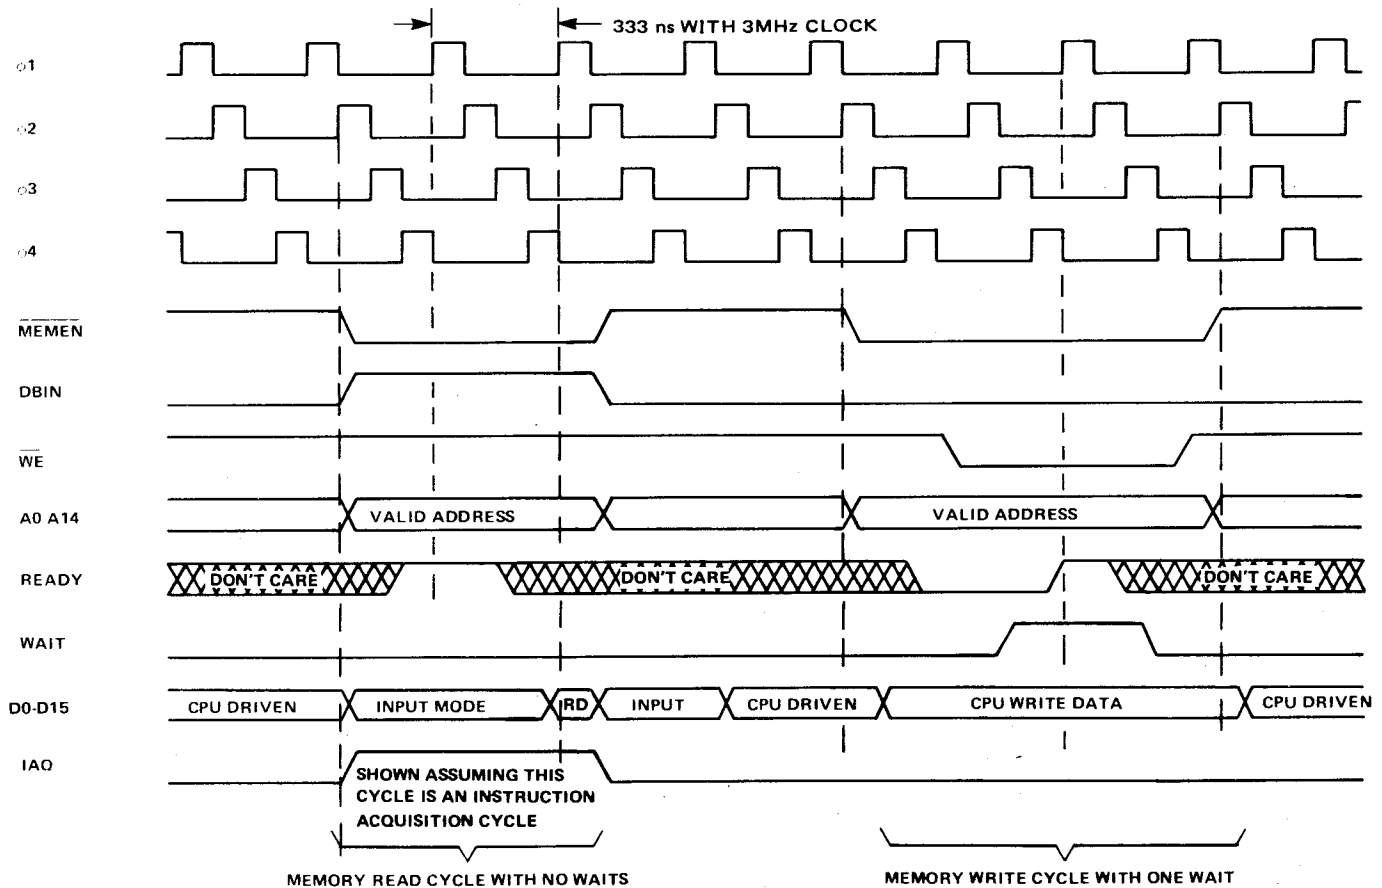 333 ns WITH 3MHz CLOCK
φ1
φ2
φ3
φ4
MEMEN
DBIN
WE
A0 A14
VALID ADDRESS
VALID ADDRESS
READY
DON'T CARE
DON'T CARE
DON'T CARE
WAIT
D0-D15
CPU DRIVEN
INPUT MODE
RD
INPUT
CPU DRIVEN
CPU WRITE DATA
CPU DRIVEN
IAQ
SHOWN ASSUMING THIS
CYCLE IS AN INSTRUCTION
ACQUISITION CYCLE
MEMORY READ CYCLE WITH NO WAITS
MEMORY WRITE CYCLE WITH ONE WAIT